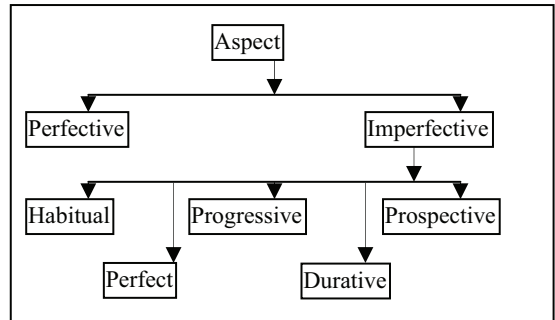 Aspect
Perfective Imperfective
Habitual Progressive Prospective
Perfect Durative